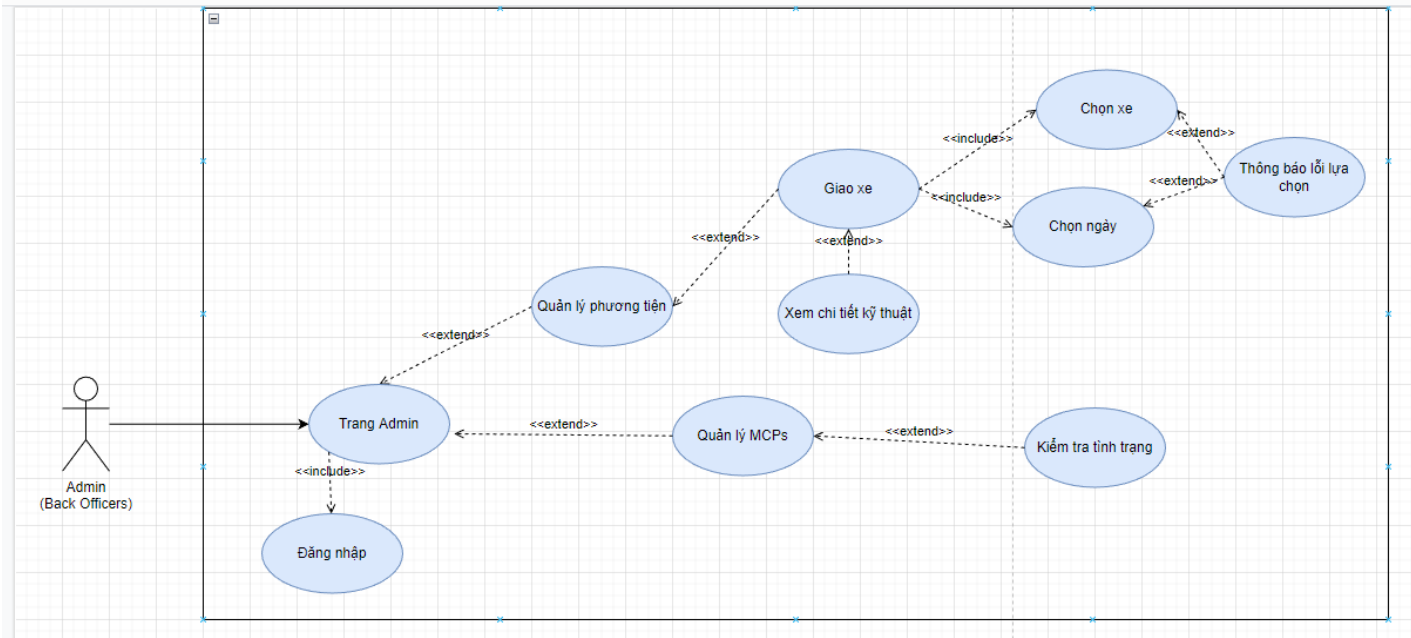 Chọn xe
<<extend>>
<<include>>
Thông báo lỗi lựa
chọn
Giao xe
<<extend>>
<<include>>
Chọn ngày
<<extend>>
<<extend>>
Quản lý phương tiện
Xem chi tiết kỹ thuật
<<extend>>
Trang Admin
<<extend>>
<<extend>>
Quản lý MCPs
Kiểm tra tình trạng
<<include>>
Admin
(Back Officers)
Đăng nhập